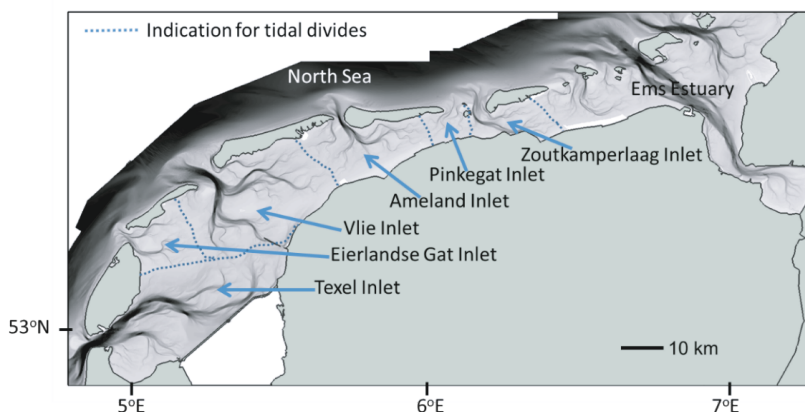 Indication for tidal divides
North Sea
Ems Estuary
Zoutkamperlaag Inlet
Pinkegat Inlet
Ameland Inlet
Vlie Inlet
Eierlandse Gat Inlet
Texel Inlet
53°N
10 km
5°E
6°E
7°E